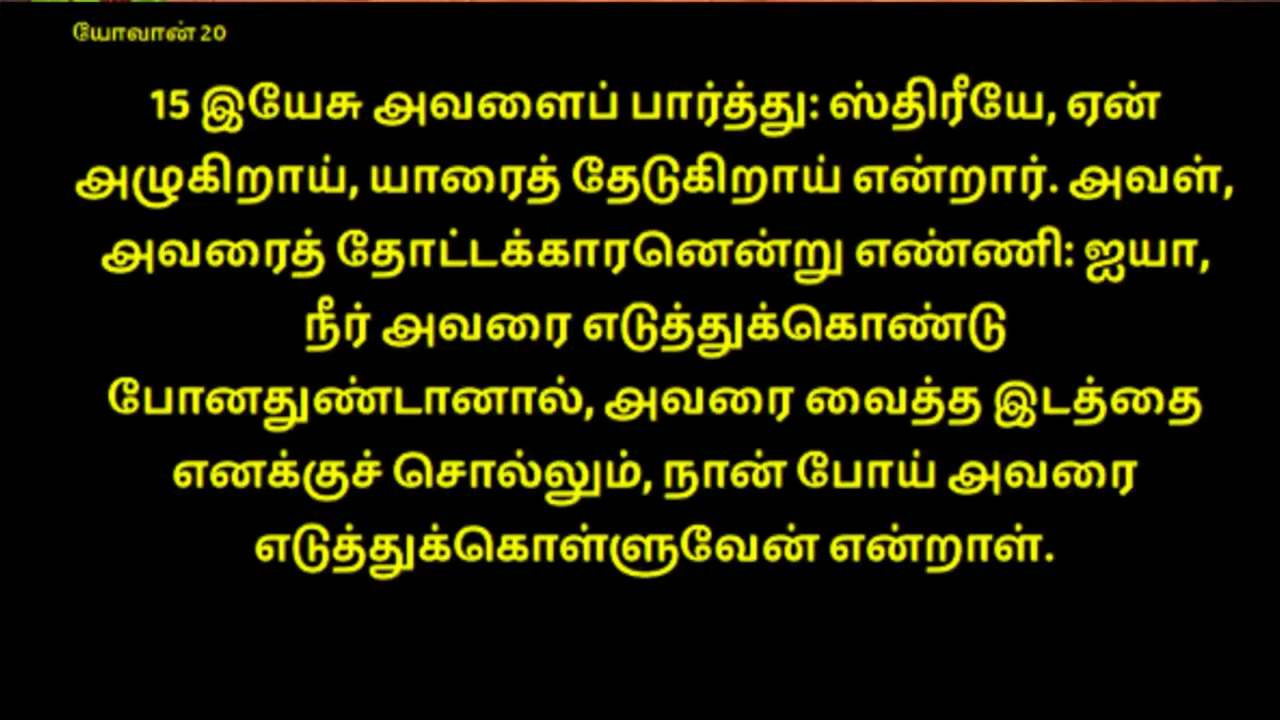 யோவான் 20
15 இயேசு அவளைப் பார்த்து: ஸ்திரீயே, ஏன்
அழுகிறாய், யாரைத் தேடுகிறாய் என்றார். அவள்,
அவரைத் தோட்டக்காரனென்று எண்ணி: ஐயா,
நீர் அவரை எடுத்துக்கொண்டு
போனதுண்டானால், அவரை வைத்த இடத்தை
எனக்குச் சொல்லும், நான் போய் அவரை
எடுத்துக்கொள்ளுவேன் என்றாள்.